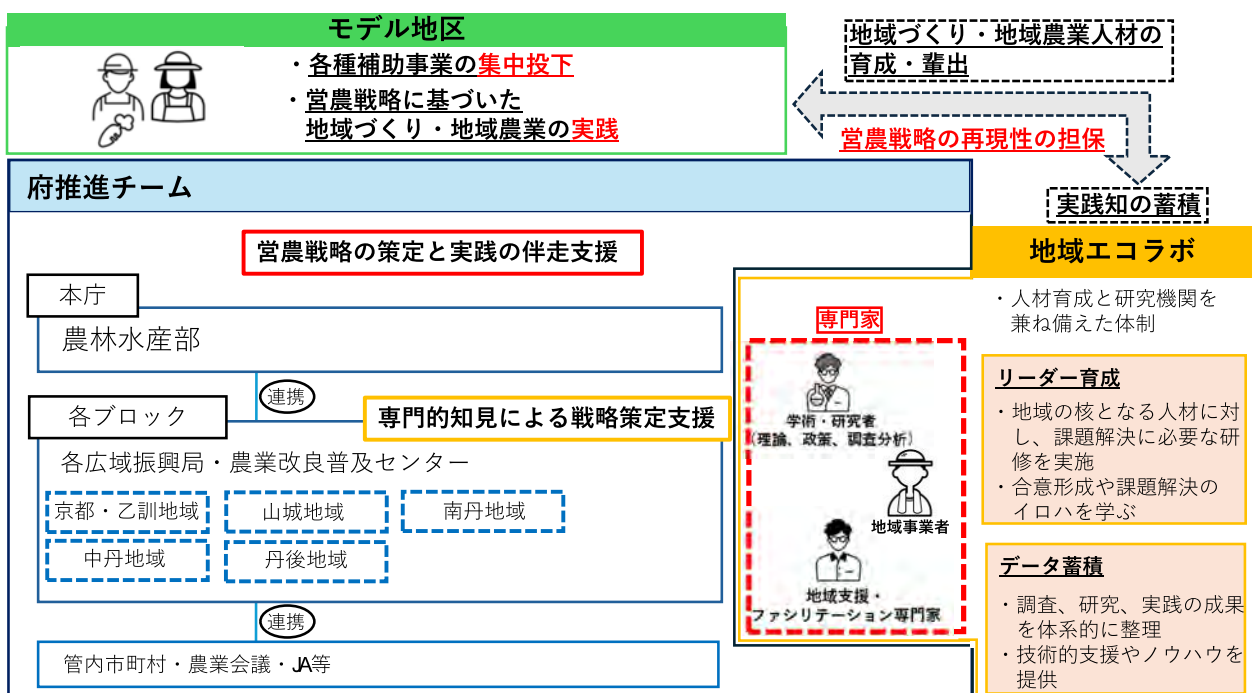 モデル地区
・各種補助事業の集中投下
・営農戦略に基づいた
地域づくり・地域農業の実践
地域づくり・地域農業人材の
育成・輩出
営農戦略の再現性の担保
実践知の蓄積
府推進チーム
営農戦略の策定と実践の伴走支援
本庁
農林水産部
連携
各ブロック
専門的知見による戦略策定支援
各広域振興局・農業改良普及センター
京都・乙訓地域
山城地域
南丹地域
中丹地域
丹後地域
連携
管内市町村・農業会議・JA等
専門家
学術・研究者
(理論、政策、調査分析)
地域事業者
地域支援・
ファシリテーション専門家
地域エコラボ
・人材育成と研究機関を
兼ね備えた体制
リーダー育成
・地域の核となる人材に対
し、課題解決に必要な研
修を実施
・合意形成や課題解決の
イロハを学ぶ
データ蓄積
・調査、研究、実践の成果
を体系的に整理
・技術的支援やノウハウを
提供